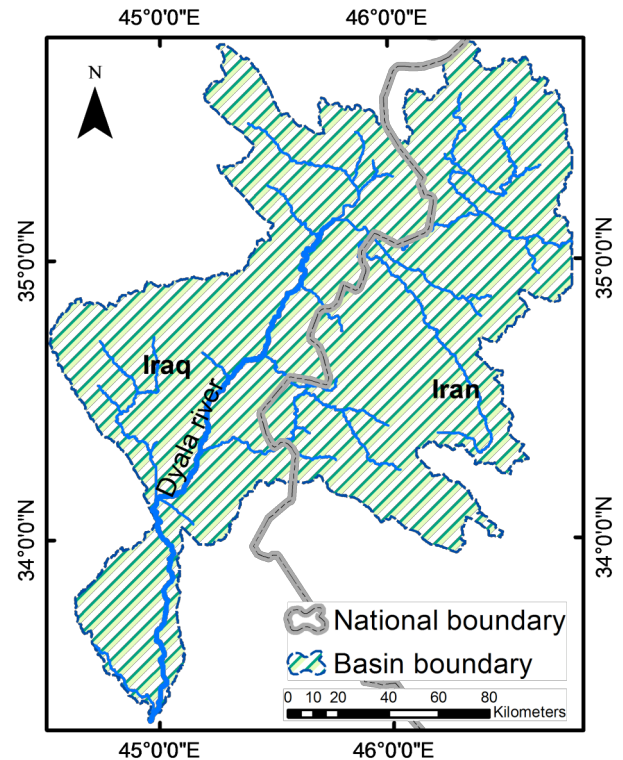 45°0'0"E 46°0'0"E
N
35°0'0"N 35°0'0"N
Iraq
Iran
Dyala river
34°0'0"N 34°0'0"N
National boundary
Basin boundary
0 10 20 40 60 80
Kilometers
45°0'0"E 46°0'0"E